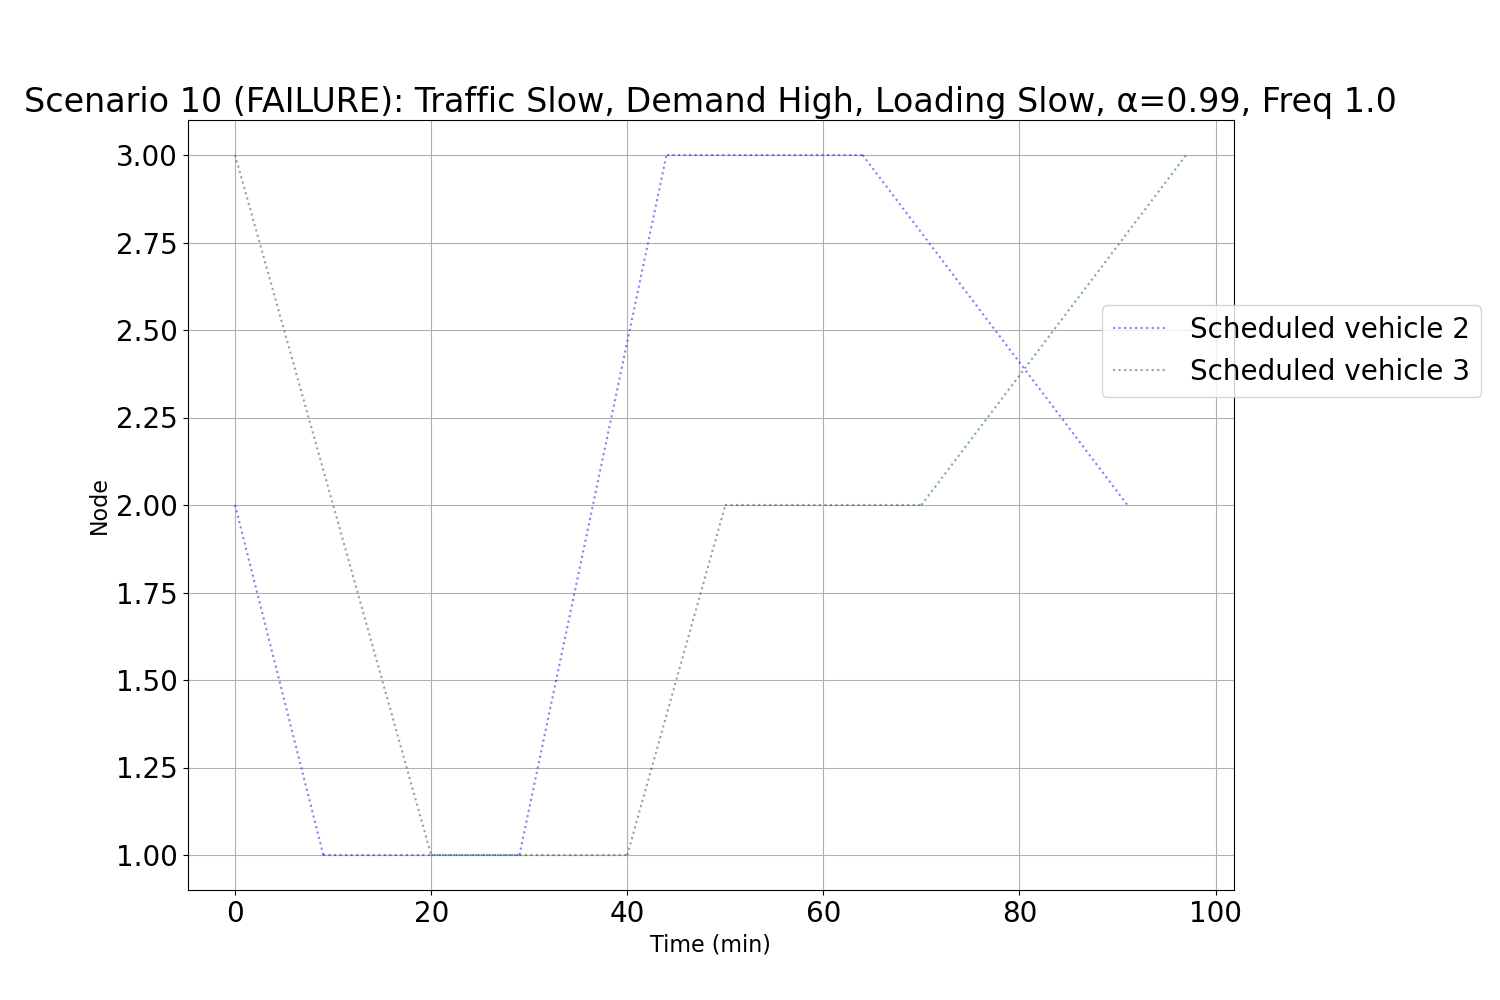 Scenario 10 (FAILURE): Traffic Slow, Demand High, Loading Slow, α=0.99, Freq 1.0
3.00
2.75
2.50
2.25
2.00
1.75
1.50
1.25
1.00
Node
Scheduled vehicle 2
Scheduled vehicle 3
0 20 40 60 80 100
Time (min)